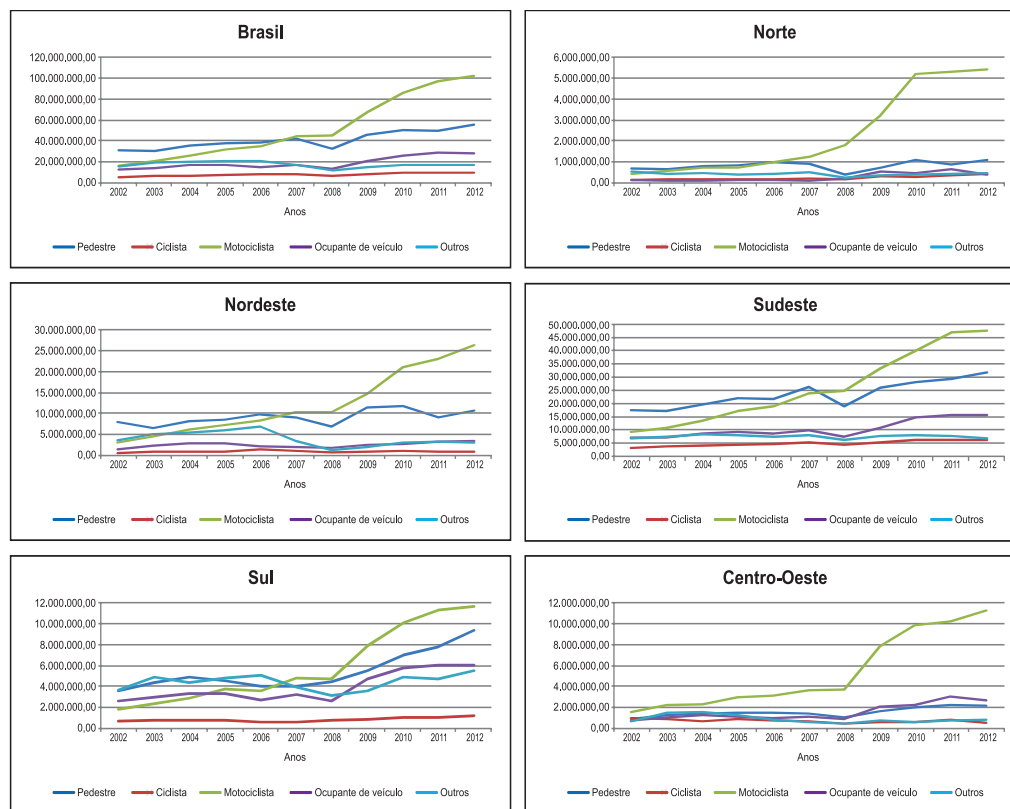 Brasil
120.000.000,00
100.000.000,00
80.000.000,00
60.000.000,00
40.000.000,00
20.000.000,00
0,00
2002 2003 2004 2005 2006 2007 2008 2009 2010 2011 2012
Anos
Pedestre Ciclista Motociclista Ocupante de veículo Outros
Norte
6.000.000,00
5.000.000,00
4.000.000,00
3.000.000,00
2.000.000,00
1.000.000,00
0,00
2002 2003 2004 2005 2006 2007 2008 2009 2010 2011 2012
Anos
Pedestre Ciclista Motociclista Ocupante de veículo Outros
Nordeste
30.000.000,00
25.000.000,00
20.000.000,00
15.000.000,00
10.000.000,00
5.000.000,00
0,00
2002 2003 2004 2005 2006 2007 2008 2009 2010 2011 2012
Anos
Pedestre Ciclista Motociclista Ocupante de veículo Outros
Sudeste
50.000.000,00
45.000.000,00
40.000.000,00
35.000.000,00
30.000.000,00
25.000.000,00
20.000.000,00
15.000.000,00
10.000.000,00
5.000.000,00
0,00
2002 2003 2004 2005 2006 2007 2008 2009 2010 2011 2012
Anos
Pedestre Ciclista Motociclista Ocupante de veículo Outros
Sul
12.000.000,00
10.000.000,00
8.000.000,00
6.000.000,00
4.000.000,00
2.000.000,00
0,00
2002 2003 2004 2005 2006 2007 2008 2009 2010 2011 2012
Anos
Pedestre Ciclista Motociclista Ocupante de veículo Outros
Centro-Oeste
12.000.000,00
10.000.000,00
8.000.000,00
6.000.000,00
4.000.000,00
2.000.000,00
0,00
2002 2003 2004 2005 2006 2007 2008 2009 2010 2011 2012
Anos
Pedestre Ciclista Motociclista Ocupante de veículo Outros